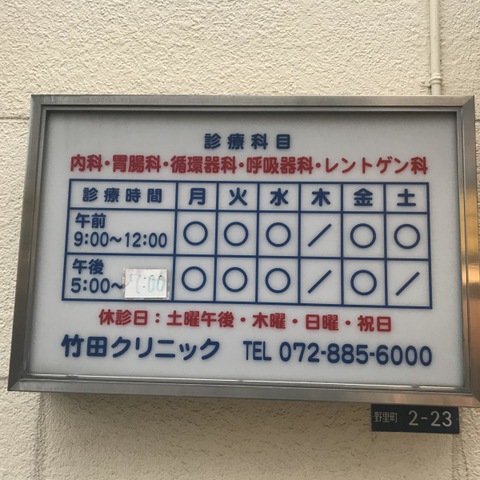 診療科目
内科・胃腸科・循環器科・呼吸器科・レントゲン科
診療時間 月 火 水 木 金 土
午前 9:00〜12:00 ○ ○ ○ ／ ○ ○
午後 5:00〜7:00 ○ ○ ○ ／ ○ ／
休診日：土曜午後・木曜・日曜・祝日
竹田クリニック TEL 072-885-6000
野里町 2-23